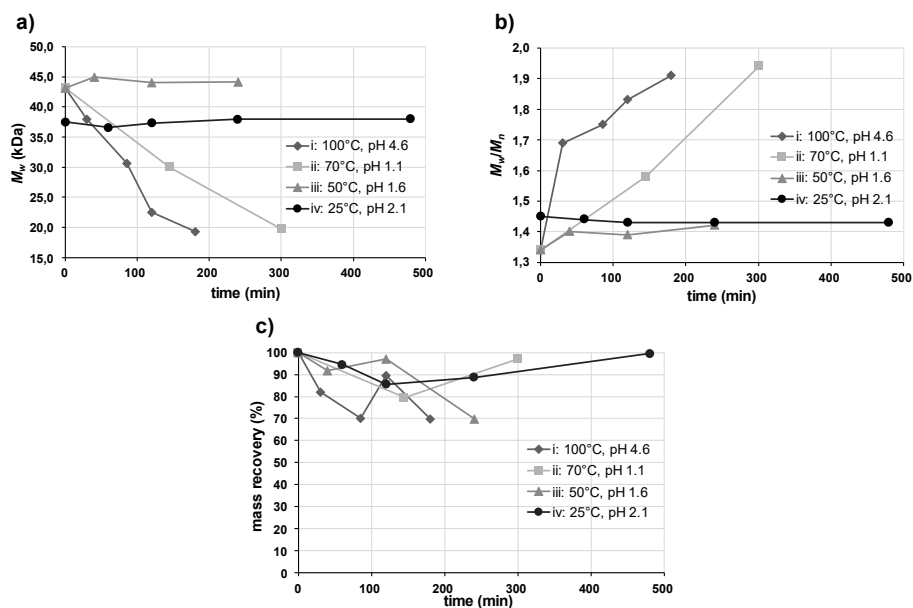 a)
50,0
45,0
40,0
35,0
30,0
25,0
20,0
15,0
Mw (kDa)
0 100 200 300 400 500
time (min)
i: 100°C, pH 4.6
ii: 70°C, pH 1.1
iii: 50°C, pH 1.6
iv: 25°C, pH 2.1
b)
2,0
1,9
1,8
1,7
1,6
1,5
1,4
1,3
Mw/Mn
0 100 200 300 400 500
time (min)
i: 100°C, pH 4.6
ii: 70°C, pH 1.1
iii: 50°C, pH 1.6
iv: 25°C, pH 2.1
c)
100
90
80
70
60
50
40
30
20
10
0
mass recovery (%)
0 100 200 300 400 500
time (min)
i: 100°C, pH 4.6
ii: 70°C, pH 1.1
iii: 50°C, pH 1.6
iv: 25°C, pH 2.1